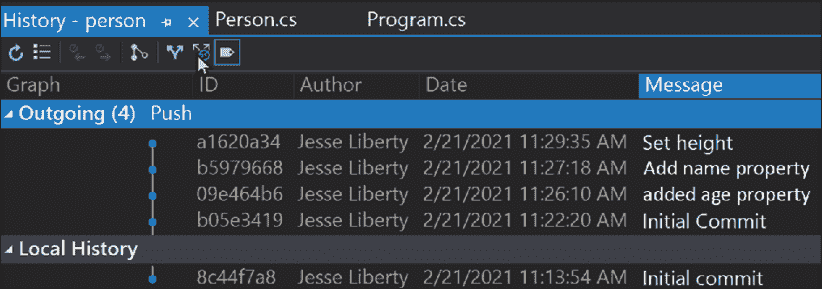 History - person Person.cs Program.cs
Graph ID Author Date Message
Outgoing (4) Push
a1620a34 Jesse Liberty 2/21/2021 11:29:35 AM Set height
b5979668 Jesse Liberty 2/21/2021 11:27:18 AM Add name property
09e464b6 Jesse Liberty 2/21/2021 11:26:10 AM added age property
b05e3419 Jesse Liberty 2/21/2021 11:22:20 AM Initial Commit
Local History
8c44f7a8 Jesse Liberty 2/21/2021 11:13:54 AM Initial commit